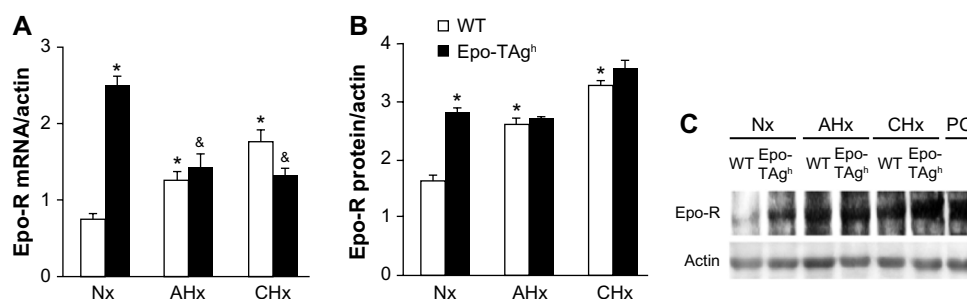 A
Epo-R mRNA/actin
3
2
1
0
*
*
&
*
&
Nx AHx CHx
B
WT
Epo-TAgʰ
Epo-R protein/actin
4
3
2
1
0
*
*
*
Nx AHx CHx
C
Nx AHx CHx PC
WT Epo-TAgʰ WT Epo-TAgʰ WT Epo-TAgʰ
Epo-R
Actin